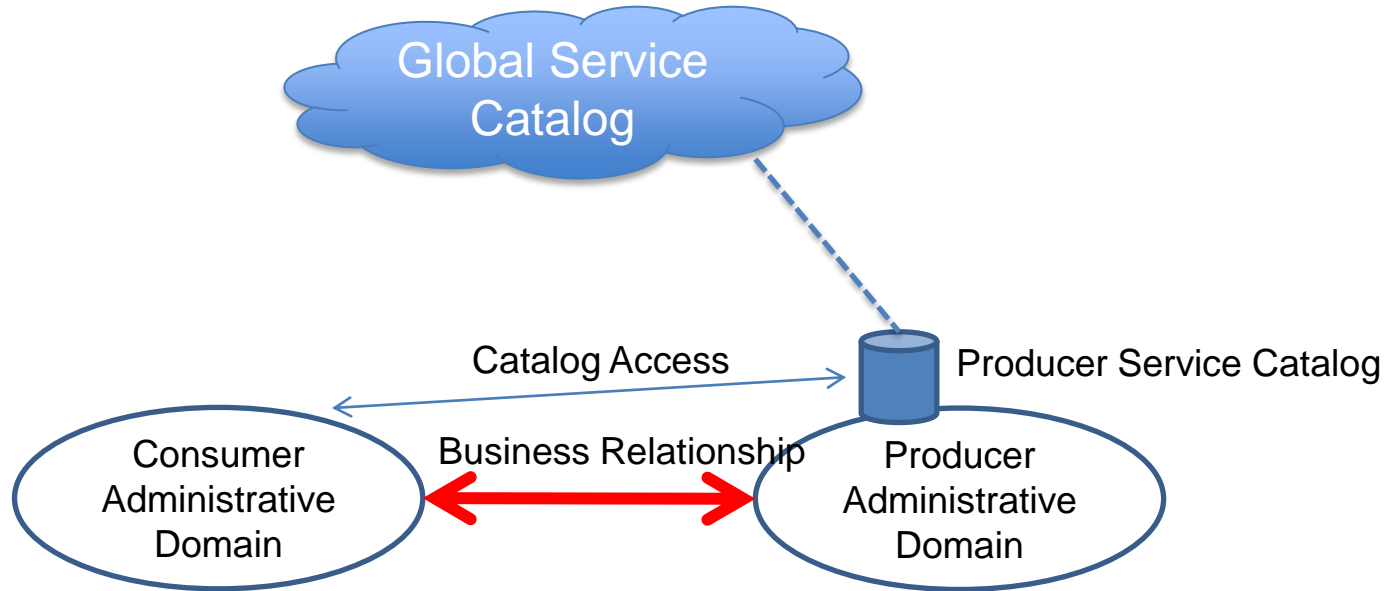 Global Service
Catalog
Catalog Access
Producer Service Catalog
Consumer
Administrative
Domain
Business Relationship
Producer
Administrative
Domain